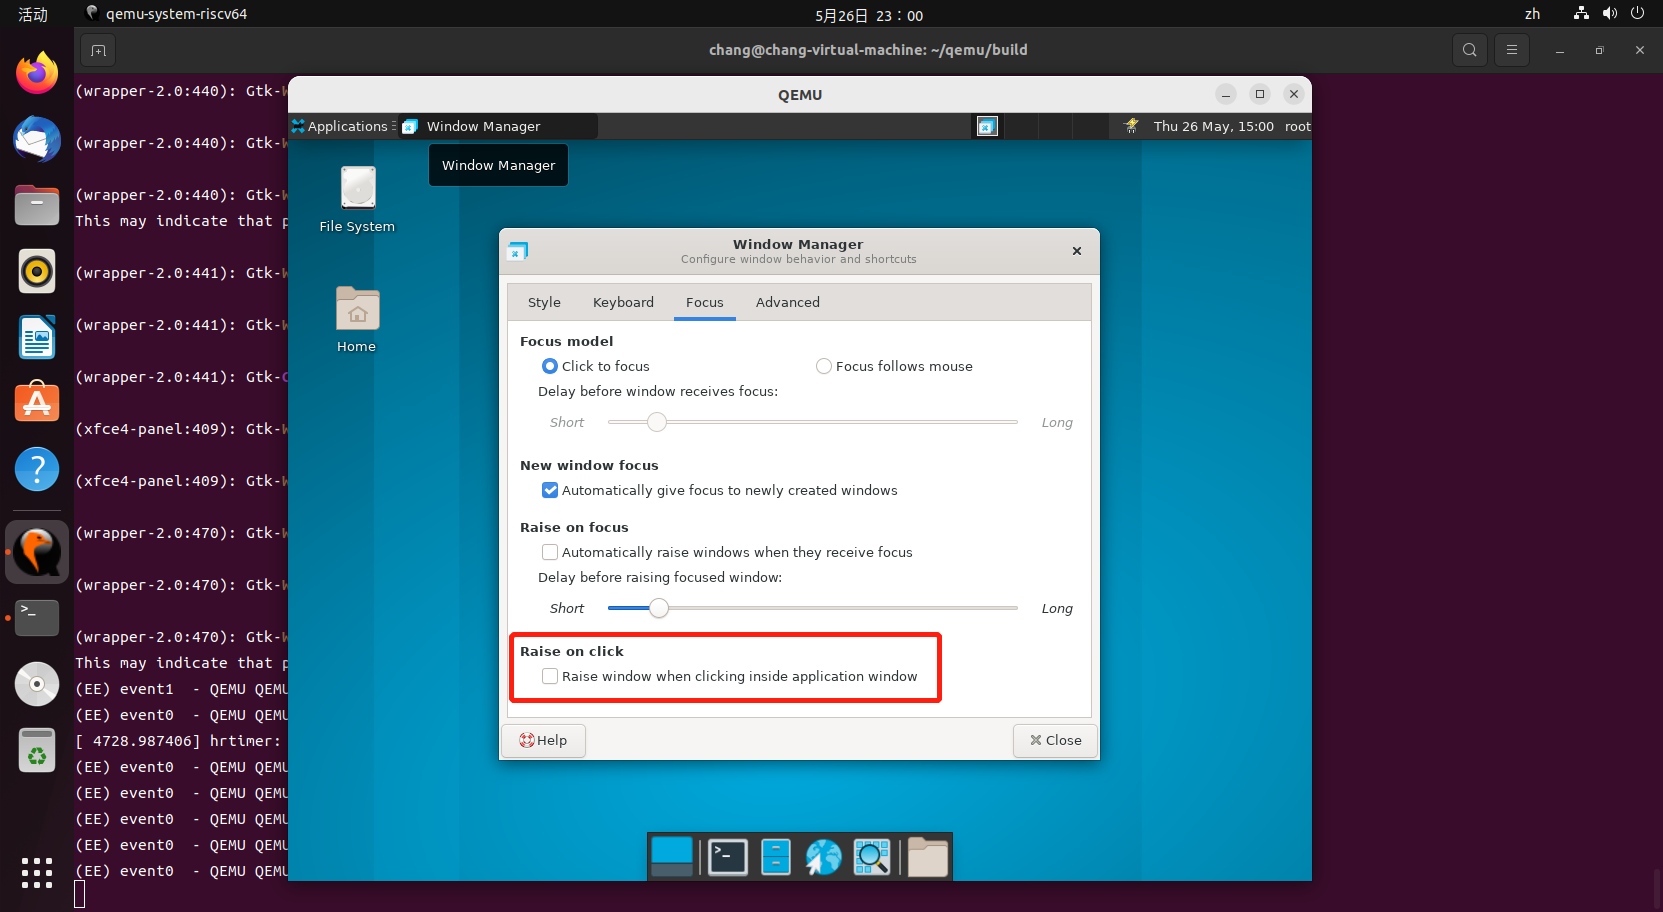 活动
qemu-system-riscv64
5月26日 23：00
zh
chang@chang-virtual-machine: ~/qemu/build
(wrapper-2.0:440): Gtk-W
(wrapper-2.0:440): Gtk-W
(wrapper-2.0:440): Gtk-W
This may indicate that p
(wrapper-2.0:441): Gtk-W
(wrapper-2.0:441): Gtk-W
(wrapper-2.0:441): Gtk-C
(xfce4-panel:409): Gtk-W
(xfce4-panel:409): Gtk-W
(wrapper-2.0:470): Gtk-W
(wrapper-2.0:470): Gtk-W
(wrapper-2.0:470): Gtk-W
This may indicate that p
(EE) event1  - QEMU QEMU
(EE) event0  - QEMU QEMU
[ 4728.987406] hrtimer:
(EE) event0  - QEMU QEMU
(EE) event0  - QEMU QEMU
(EE) event0  - QEMU QEMU
(EE) event0  - QEMU QEMU
(EE) event0  - QEMU QEMU
QEMU
Applications
Window Manager
Thu 26 May, 15:00
root
Window Manager
File System
Home
Window Manager
Configure window behavior and shortcuts
Style
Keyboard
Focus
Advanced
Focus model
Click to focus
Focus follows mouse
Delay before window receives focus:
Short
Long
New window focus
Automatically give focus to newly created windows
Raise on focus
Automatically raise windows when they receive focus
Delay before raising focused window:
Short
Long
Raise on click
Raise window when clicking inside application window
Help
Close